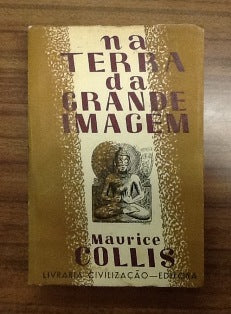 na
TERRA
da
GRANDE
IMAGEM
Maurice
COLLIS
LIVRARIA CIVILIZAÇÃO—EDITORA